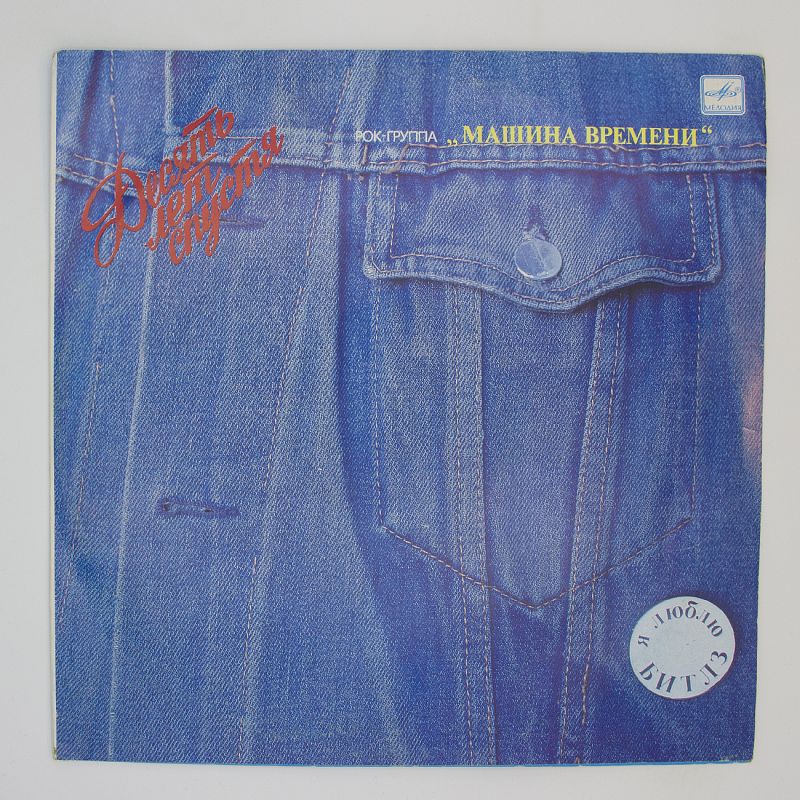 МЕЛОДИЯ
РОК-ГРУППА „МАШИНА ВРЕМЕНИ“
Десять
лет
спустя
Я ЛЮБЛЮ
БИТЛЗ